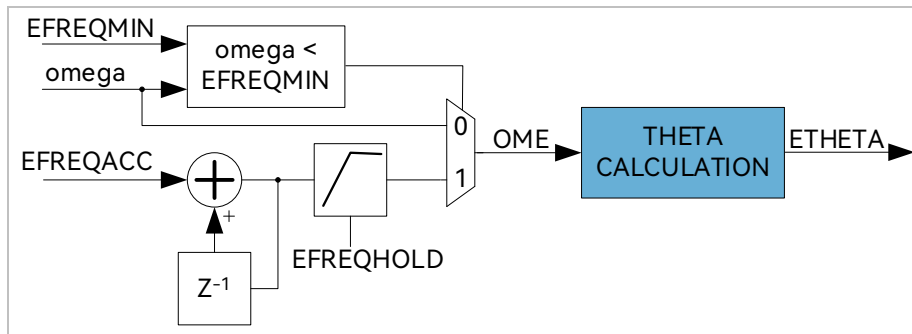 EFREQMIN
omega
omega <
EFREQMIN
0
1
OME
THETA
CALCULATION
ETHETA
EFREQACC
+
+
Z-1
EFREQHOLD